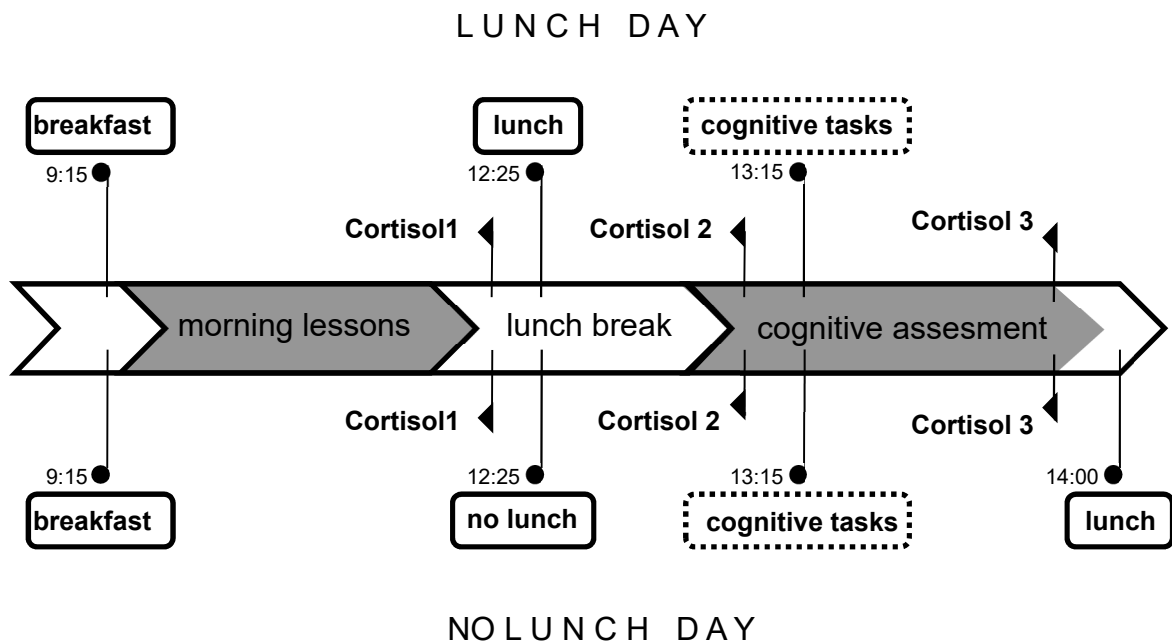 LUNCH DAY
breakfast
lunch
cognitive tasks
9:15
12:25
13:15
Cortisol1
Cortisol 2
Cortisol 3
morning lessons
lunch break
cognitive assesment
Cortisol1
Cortisol 2
Cortisol 3
9:15
12:25
13:15
14:00
breakfast
no lunch
cognitive tasks
lunch
NO LUNCH DAY